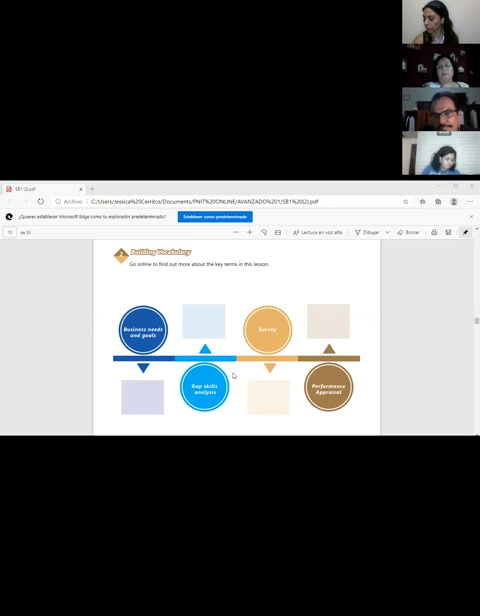 SB1 (2).pdf
Archivo
C:/Users/Jessica%20Cerritos/Documents/PNIT%20ONLINE/AVANZADO%201/SB1%20(2).pdf
¿Quieres establecer Microsoft Edge como tu explorador predeterminado?
Establecer como predeterminado
15 de 33
Lectura en voz alta
Dibujar
Borrar
2 Building Vocabulary
Go online to find out more about the key terms in this lesson.
Business needs
and goals
Survey
Gap skills
analysis
Performance
Appraisal